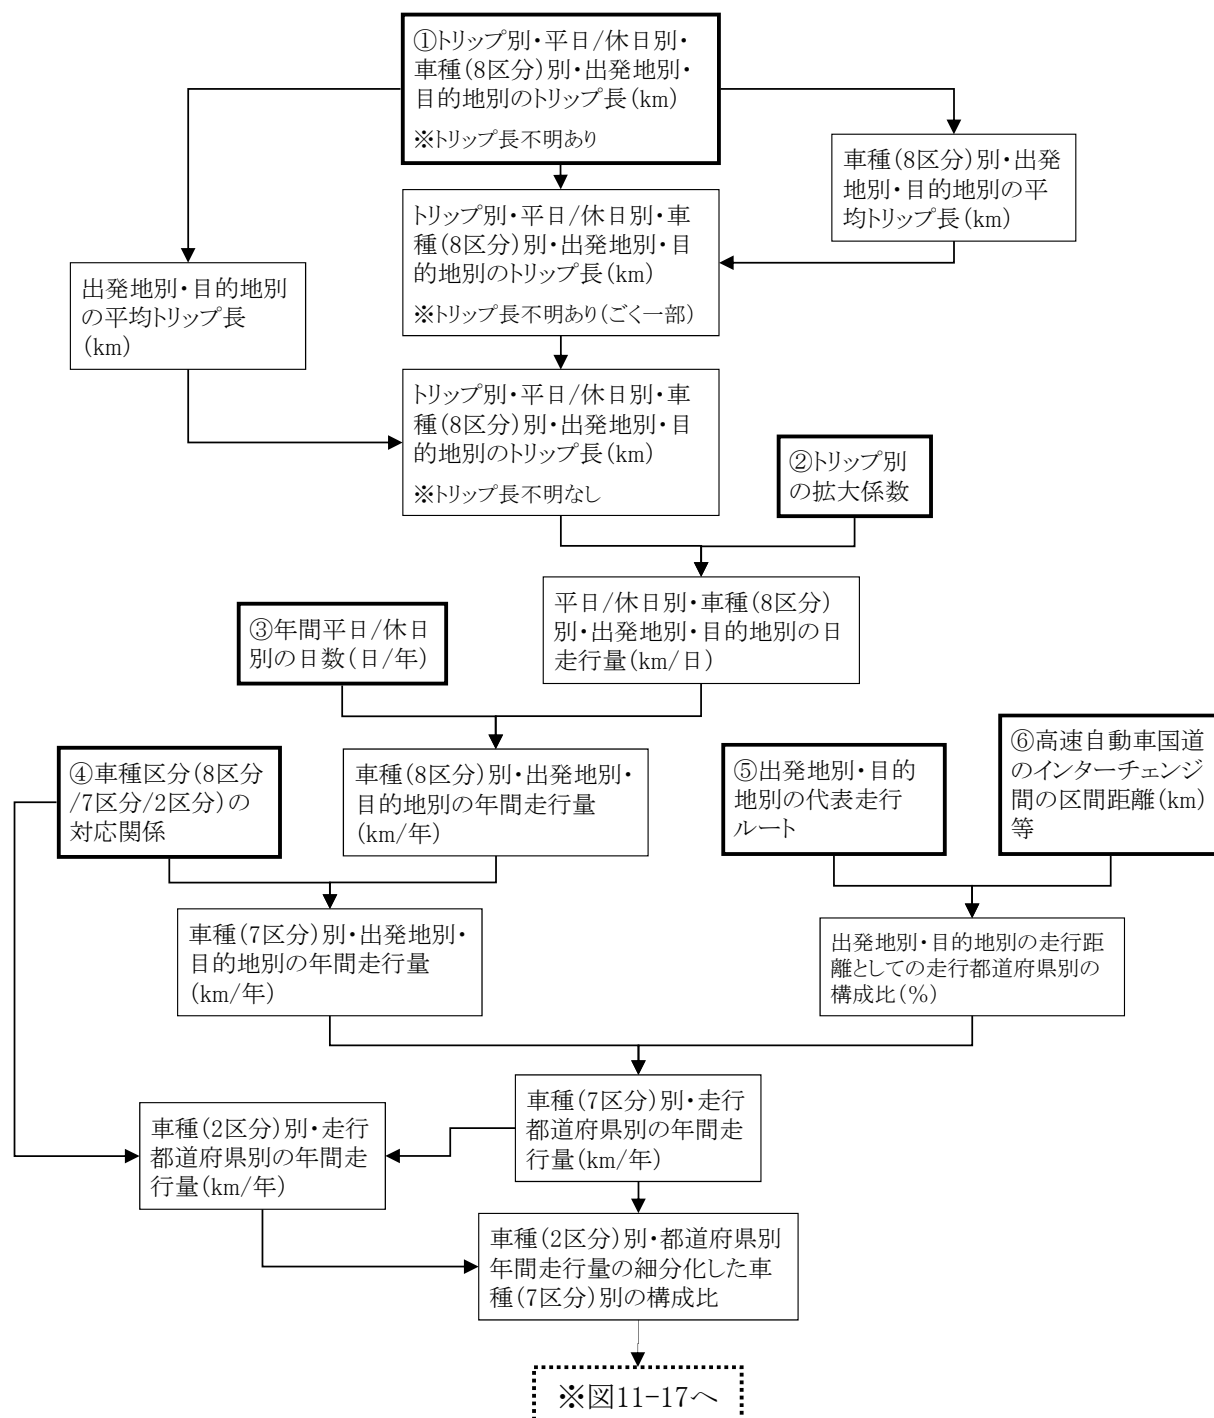 ①トリップ別・平日/休日別・
車種(8区分)別・出発地別・
目的地別のトリップ長(km)
※トリップ長不明あり
車種(8区分)別・出発
地別・目的地別の平
均トリップ長(km)
トリップ別・平日/休日別・車
種(8区分)別・出発地別・目
的地別のトリップ長(km)
※トリップ長不明あり(ごく一部)
出発地別・目的地別
の平均トリップ長
(km)
トリップ別・平日/休日別・車
種(8区分)別・出発地別・目
的地別のトリップ長(km)
※トリップ長不明なし
②トリップ別
の拡大係数
平日/休日別・車種(8区分)
別・出発地別・目的地別の日
走行量(km/日)
③年間平日/休日
別の日数(日/年)
④車種区分(8区分
/7区分/2区分)の
対応関係
車種(8区分)別・出発地別・
目的地別の年間走行量
(km/年)
⑤出発地別・目的
地別の代表走行
ルート
⑥高速自動車国道
のインターチェンジ
間の区間距離(km)
等
車種(7区分)別・出発地別・
目的地別の年間走行量
(km/年)
出発地別・目的地別の走行距
離としての走行都道府県別の
構成比(%)
車種(2区分)別・走行
都道府県別の年間走
行量(km/年)
車種(7区分)別・走行
都道府県別の年間走
行量(km/年)
車種(2区分)別・都道府県別
年間走行量の細分化した車
種(7区分)別の構成比
※図11-17へ